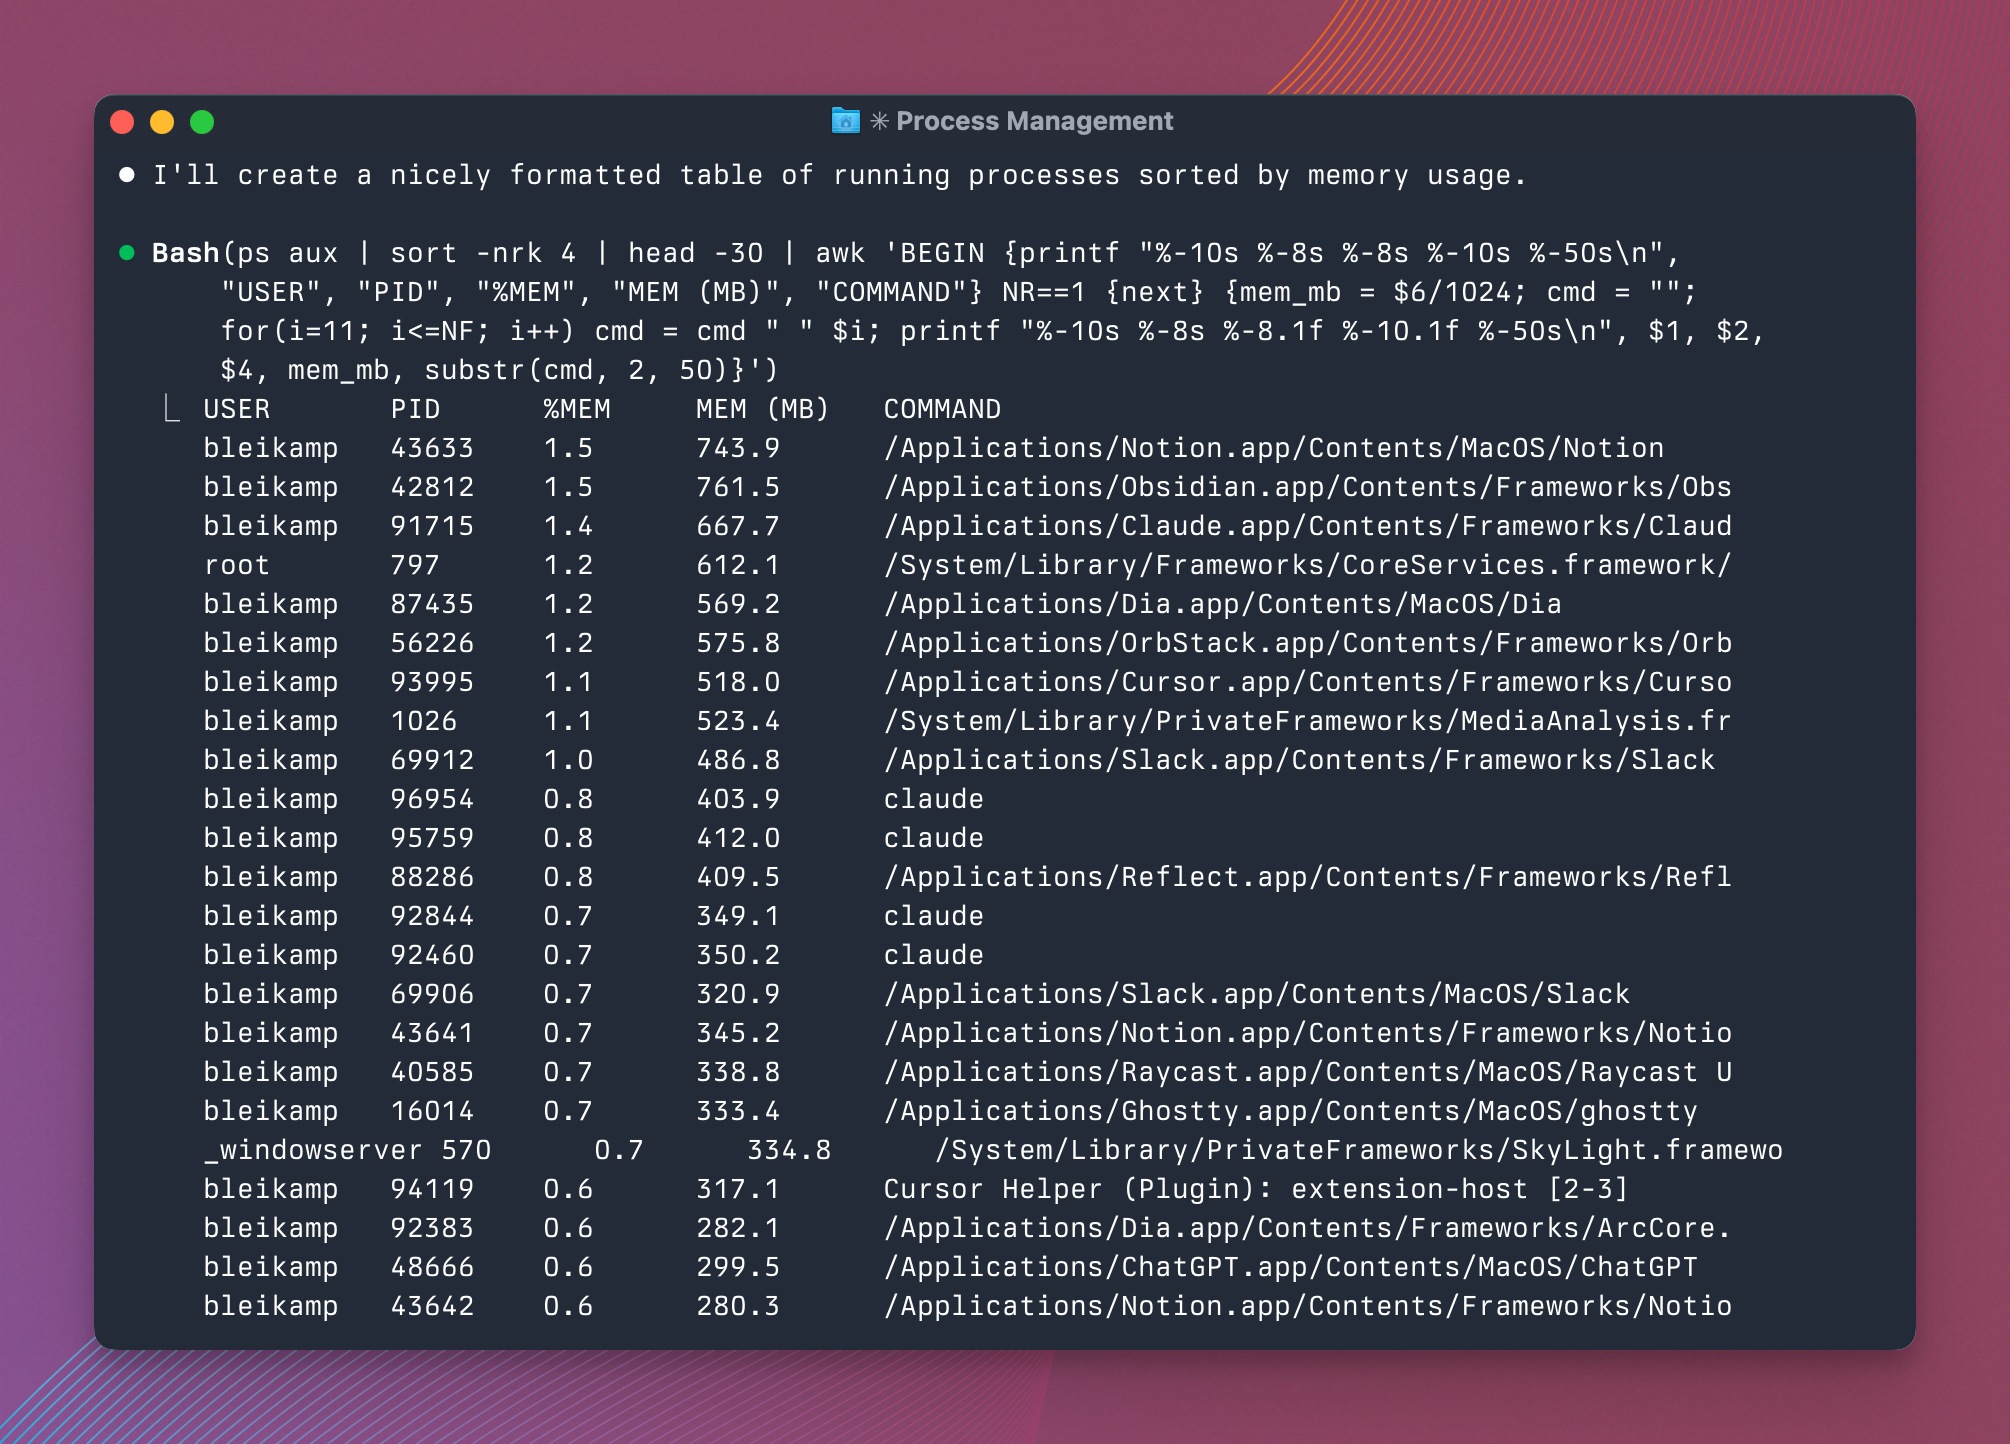 ✳ Process Management
● I'll create a nicely formatted table of running processes sorted by memory usage.
● Bash(ps aux | sort -nrk 4 | head -30 | awk 'BEGIN {printf "%-10s %-8s %-8s %-10s %-50s\n",
"USER", "PID", "%MEM", "MEM (MB)", "COMMAND"} NR==1 {next} {mem_mb = $6/1024; cmd = "";
for(i=11; i<=NF; i++) cmd = cmd " " $i; printf "%-10s %-8s %-8.1f %-10.1f %-50s\n", $1, $2,
$4, mem_mb, substr(cmd, 2, 50)}')
⎿ USER PID %MEM MEM (MB) COMMAND
bleikamp 43633 1.5 743.9 /Applications/Notion.app/Contents/MacOS/Notion
bleikamp 42812 1.5 761.5 /Applications/Obsidian.app/Contents/Frameworks/Obs
bleikamp 91715 1.4 667.7 /Applications/Claude.app/Contents/Frameworks/Claud
root 797 1.2 612.1 /System/Library/Frameworks/CoreServices.framework/
bleikamp 87435 1.2 569.2 /Applications/Dia.app/Contents/MacOS/Dia
bleikamp 56226 1.2 575.8 /Applications/OrbStack.app/Contents/Frameworks/Orb
bleikamp 93995 1.1 518.0 /Applications/Cursor.app/Contents/Frameworks/Curso
bleikamp 1026 1.1 523.4 /System/Library/PrivateFrameworks/MediaAnalysis.fr
bleikamp 69912 1.0 486.8 /Applications/Slack.app/Contents/Frameworks/Slack
bleikamp 96954 0.8 403.9 claude
bleikamp 95759 0.8 412.0 claude
bleikamp 88286 0.8 409.5 /Applications/Reflect.app/Contents/Frameworks/Refl
bleikamp 92844 0.7 349.1 claude
bleikamp 92460 0.7 350.2 claude
bleikamp 69906 0.7 320.9 /Applications/Slack.app/Contents/MacOS/Slack
bleikamp 43641 0.7 345.2 /Applications/Notion.app/Contents/Frameworks/Notio
bleikamp 40585 0.7 338.8 /Applications/Raycast.app/Contents/MacOS/Raycast U
bleikamp 16014 0.7 333.4 /Applications/Ghostty.app/Contents/MacOS/ghostty
_windowserver 570 0.7 334.8 /System/Library/PrivateFrameworks/SkyLight.framewo
bleikamp 94119 0.6 317.1 Cursor Helper (Plugin): extension-host [2-3]
bleikamp 92383 0.6 282.1 /Applications/Dia.app/Contents/Frameworks/ArcCore.
bleikamp 48666 0.6 299.5 /Applications/ChatGPT.app/Contents/MacOS/ChatGPT
bleikamp 43642 0.6 280.3 /Applications/Notion.app/Contents/Frameworks/Notio